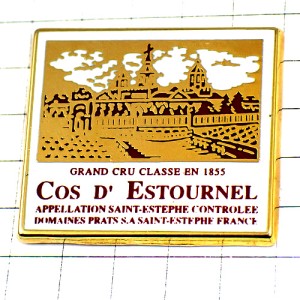 GRAND CRU CLASSE EN 1855
COS D' ESTOURNEL
APPELLATION SAINT-ESTEPHE CONTROLEE
DOMAINES PRATS S.A SAINT-ESTEPHE FRANCE